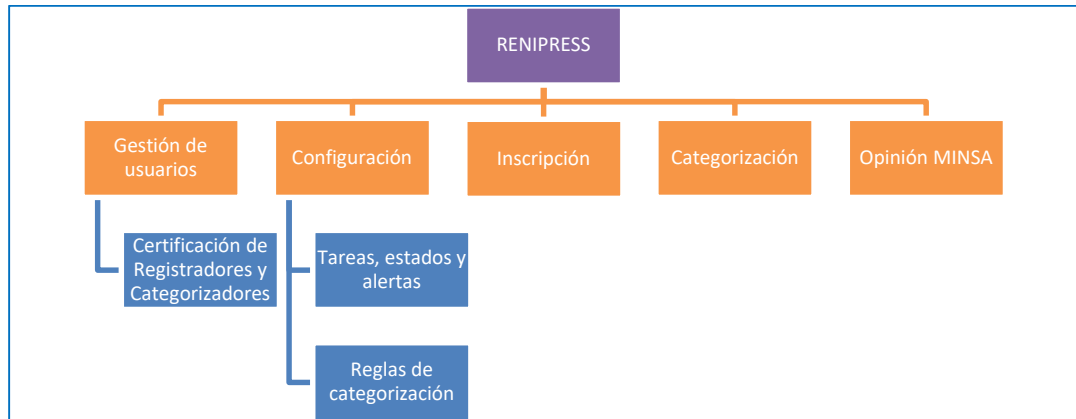 RENIPRESS
Gestión de
usuarios
Configuración
Inscripción
Categorización
Opinión MINSA
Certificación de
Registradores y
Categorizadores
Tareas, estados y
alertas
Reglas de
categorización